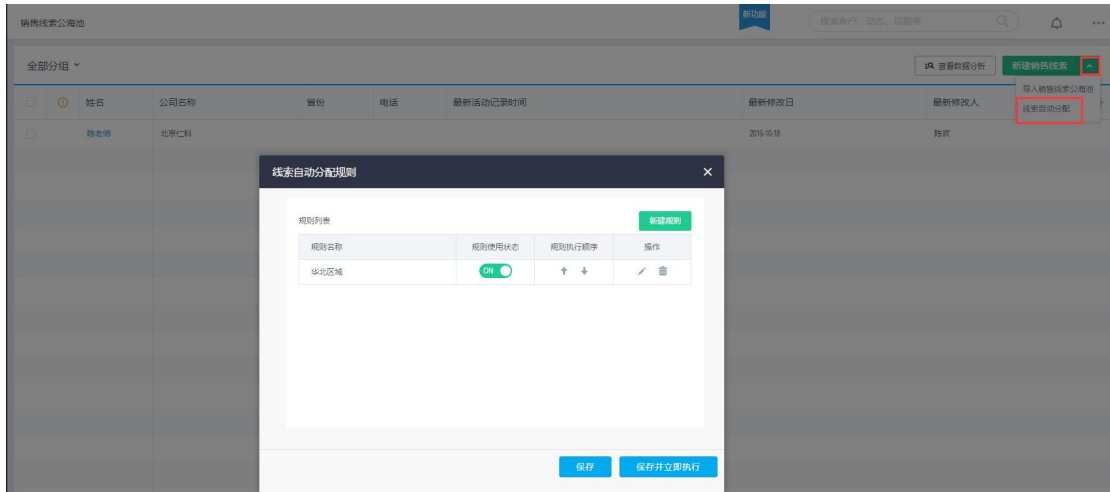 销售线索公海池
新功能
搜索客户、动态、话题等
全部分组
查看数据分析
新建销售线索
导入销售线索公海池
线索自动分配
姓名 公司名称 省份 电话 最新活动记录时间 最新修改日 最新修改人
陈老师 北京仁科 2016-10-18 陈欢
线索自动分配规则
规则列表
新建规则
规则名称 规则使用状态 规则执行顺序 操作
华北区域 ON
保存 保存并立即执行